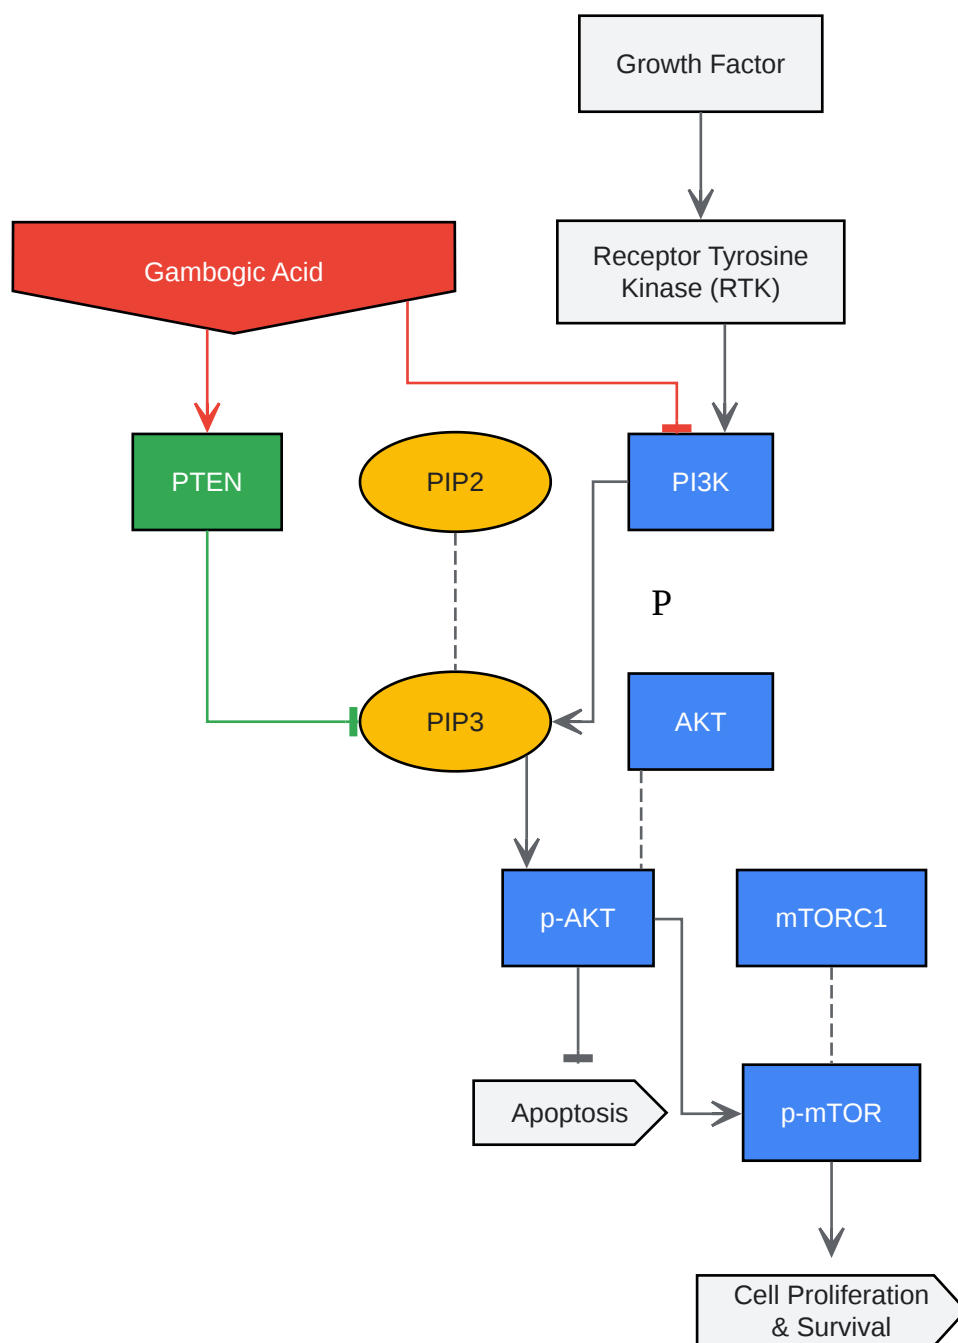 Growth Factor
Gambogic Acid
Receptor Tyrosine
Kinase (RTK)
PTEN
PIP2
PI3K
P
PIP3
AKT
p-AKT
mTORC1
Apoptosis
p-mTOR
Cell Proliferation
& Survival